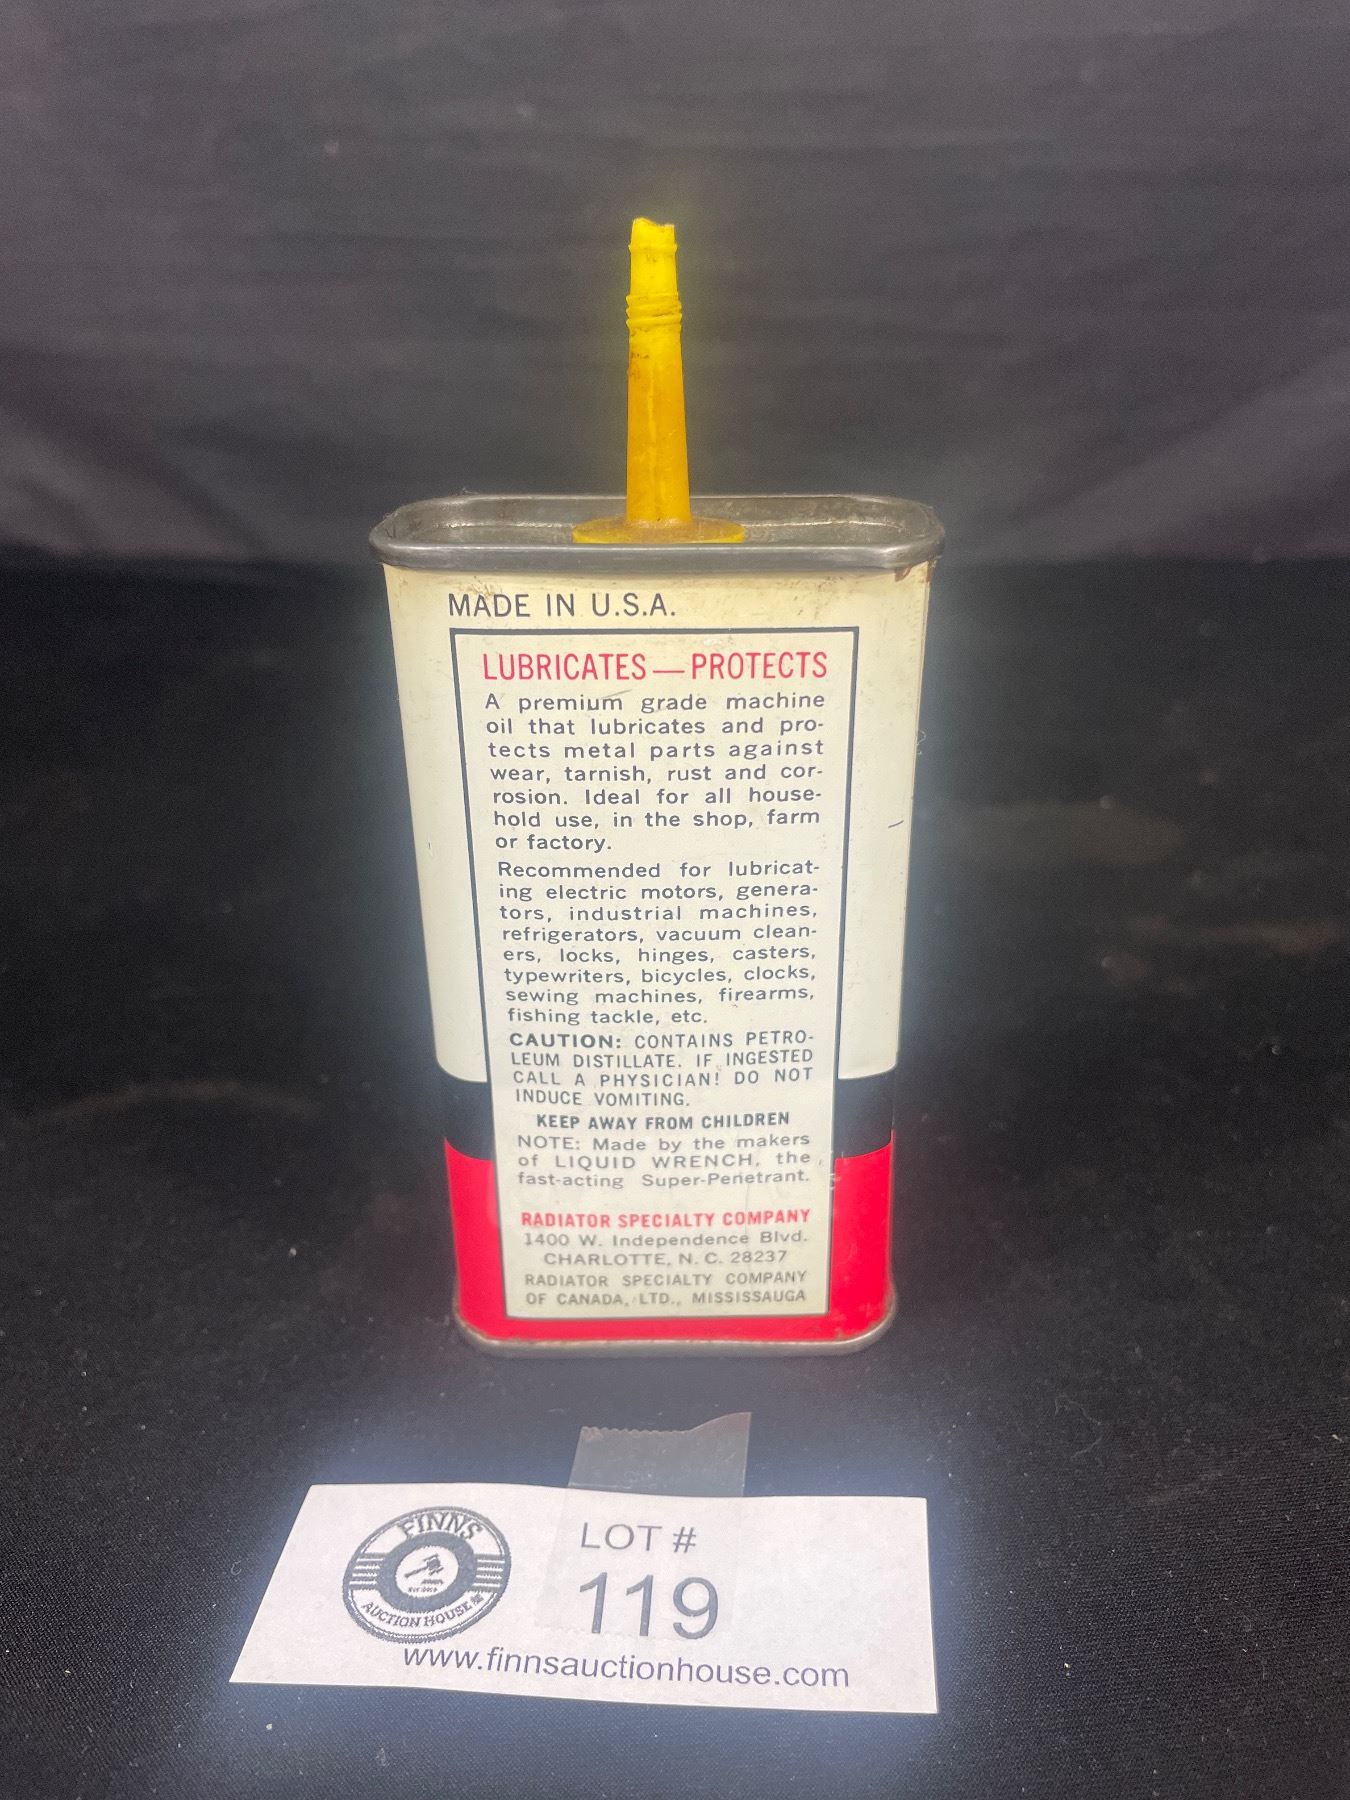 MADE IN U.S.A.
LUBRICATES—PROTECTS
A premium grade machine
oil that lubricates and pro-
tects metal parts against
wear, tarnish, rust and cor-
rosion. Ideal for all house-
hold use, in the shop, farm
or factory.
Recommended for lubricat-
ing electric motors, genera-
tors, industrial machines,
refrigerators, vacuum clean-
ers, locks, hinges, casters,
typewriters, bicycles, clocks,
sewing machines, firearms,
fishing tackle, etc.
CAUTION: CONTAINS PETRO-
LEUM DISTILLATE. IF INGESTED
CALL A PHYSICIAN! DO NOT
INDUCE VOMITING.
KEEP AWAY FROM CHILDREN
NOTE: Made by the makers
of LIQUID WRENCH, the
fast-acting Super-Penetrant.
RADIATOR SPECIALTY COMPANY
1400 W. Independence Blvd.
CHARLOTTE, N. C. 28237
RADIATOR SPECIALTY COMPANY
OF CANADA, LTD., MISSISSAUGA
FINNS
AUCTION HOUSE
LOT #
119
www.finnsauctionhouse.com